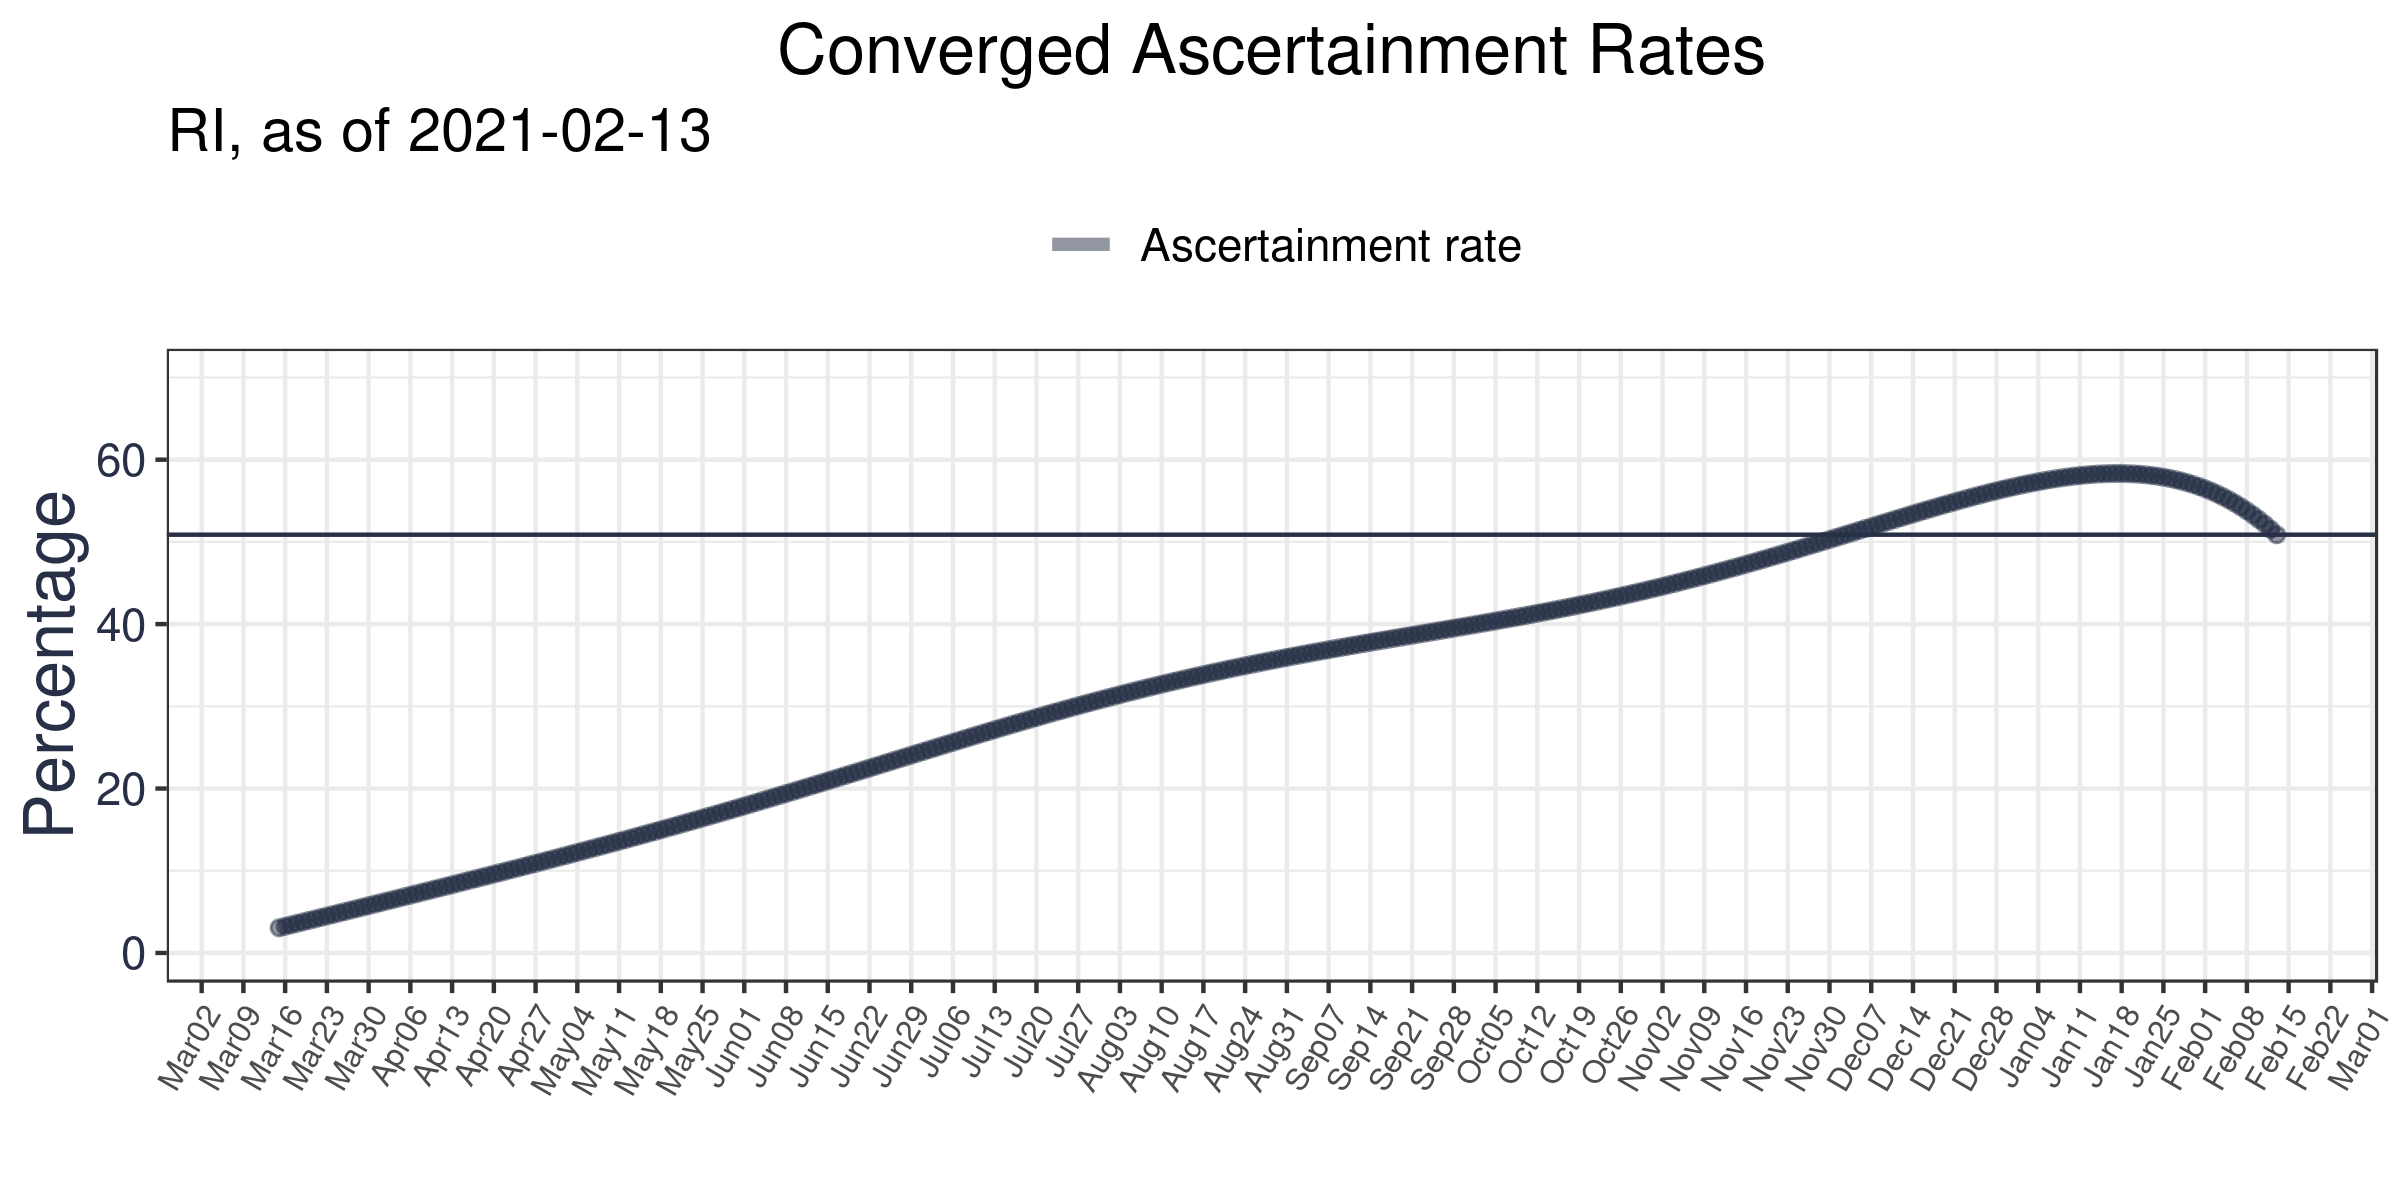 Converged Ascertainment Rates
RI, as of 2021-02-13
Ascertainment rate
Percentage
60
40
20
0
Mar02 Mar09 Mar16 Mar23 Mar30 Apr06 Apr13 Apr20 Apr27 May04 May11 May18 May25 Jun01 Jun08 Jun15 Jun22 Jun29 Jul06 Jul13 Jul20 Jul27 Aug03 Aug10 Aug17 Aug24 Aug31 Sep07 Sep14 Sep21 Sep28 Oct05 Oct12 Oct19 Oct26 Nov02 Nov09 Nov16 Nov23 Nov30 Dec07 Dec14 Dec21 Dec28 Jan04 Jan11 Jan18 Jan25 Feb01 Feb08 Feb15 Feb22 Mar01